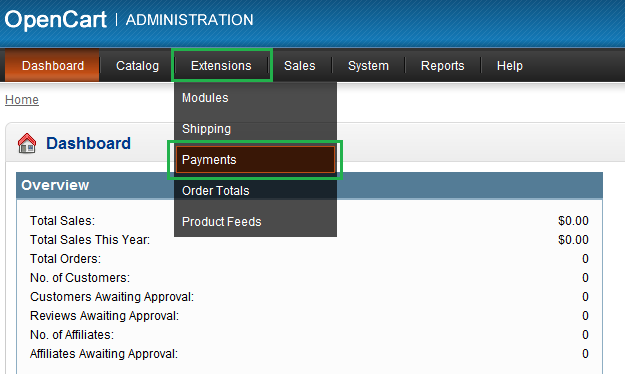 OpenCart | ADMINISTRATION
Dashboard Catalog Extensions Sales System Reports Help
Home
Modules
Shipping
Payments
Order Totals
Product Feeds
Dashboard
Overview
Total Sales: $0.00
Total Sales This Year: $0.00
Total Orders: 0
No. of Customers: 0
Customers Awaiting Approval: 0
Reviews Awaiting Approval: 0
No. of Affiliates: 0
Affiliates Awaiting Approval: 0